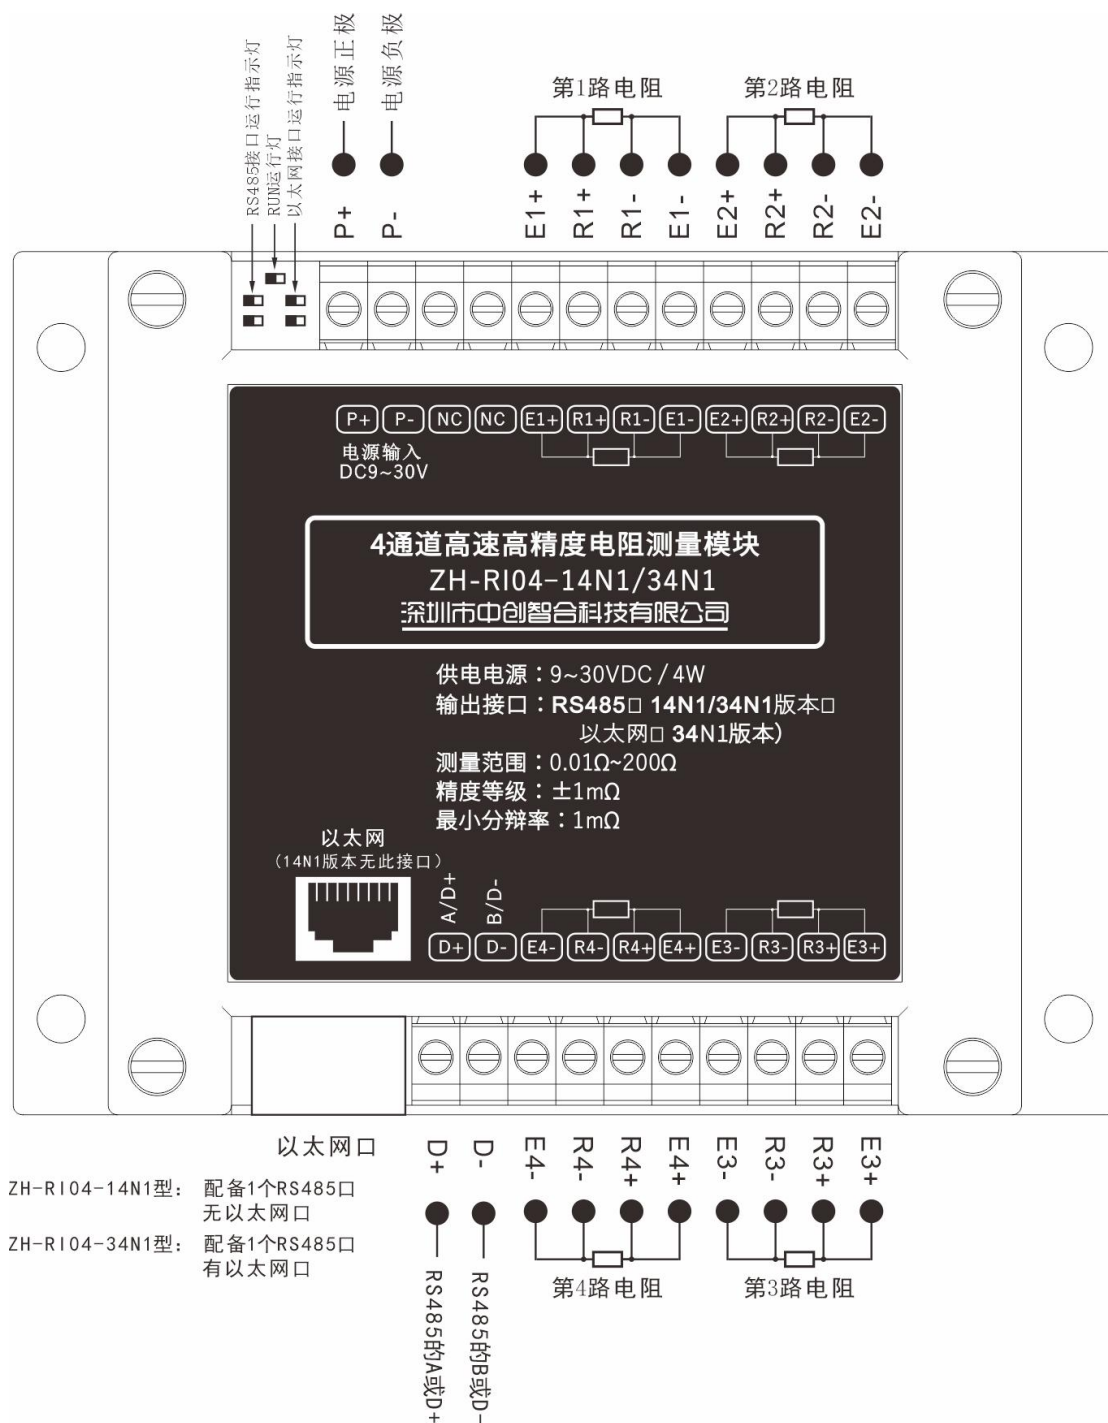 RS485接口运行指示灯
RUN运行灯
以太网接口运行指示灯
电源正极
电源负极
第1路电阻
第2路电阻
P+ P- E1+ R1+ R1- E1- E2+ R2+ R2- E2-
P+ P- NC NC E1+ R1+ R1- E1- E2+ R2+ R2- E2-
电源输入
DC9~30V
4通道高速高精度电阻测量模块
ZH-RI04-14N1/34N1
深圳市中创智合科技有限公司
供电电源：9~30VDC / 4W
输出接口：RS485□ 14N1/34N1版本□
以太网□ 34N1版本）
测量范围：0.01Ω~200Ω
精度等级：±1mΩ
最小分辩率：1mΩ
以太网
（14N1版本无此接口）
A/D+
B/D-
D+ D- E4- R4- R4+ E4+ E3- R3- R3+ E3+
以太网口
D+ D- E4- R4- R4+ E4+ E3- R3- R3+ E3+
ZH-RI04-14N1型： 配备1个RS485口
无以太网口
ZH-RI04-34N1型： 配备1个RS485口
有以太网口
RS485的A或D+
RS485的B或D-
第4路电阻
第3路电阻